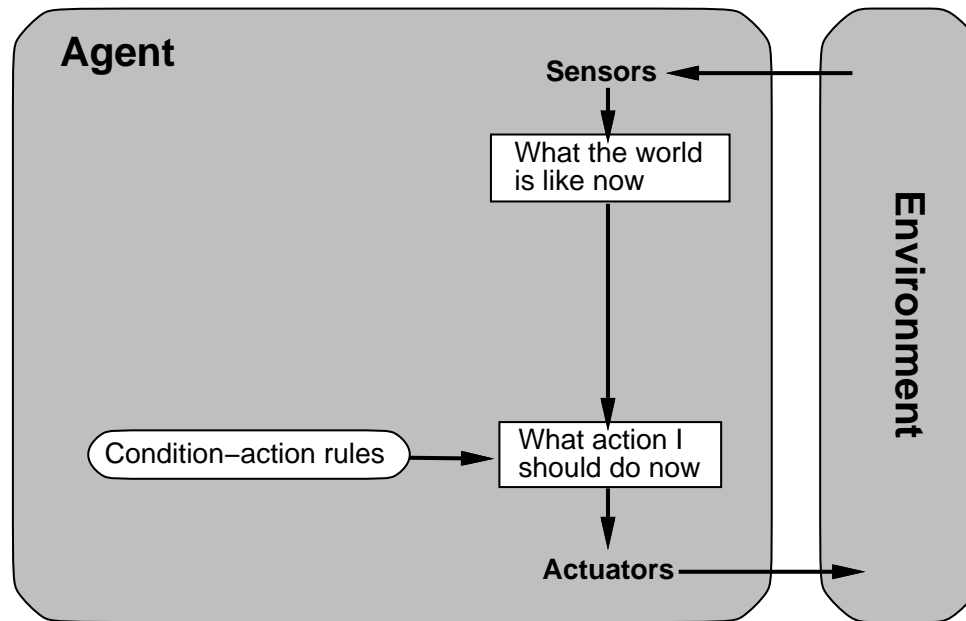 Agent
Sensors
What the world
is like now
Environment
Condition−action rules
What action I
should do now
Actuators